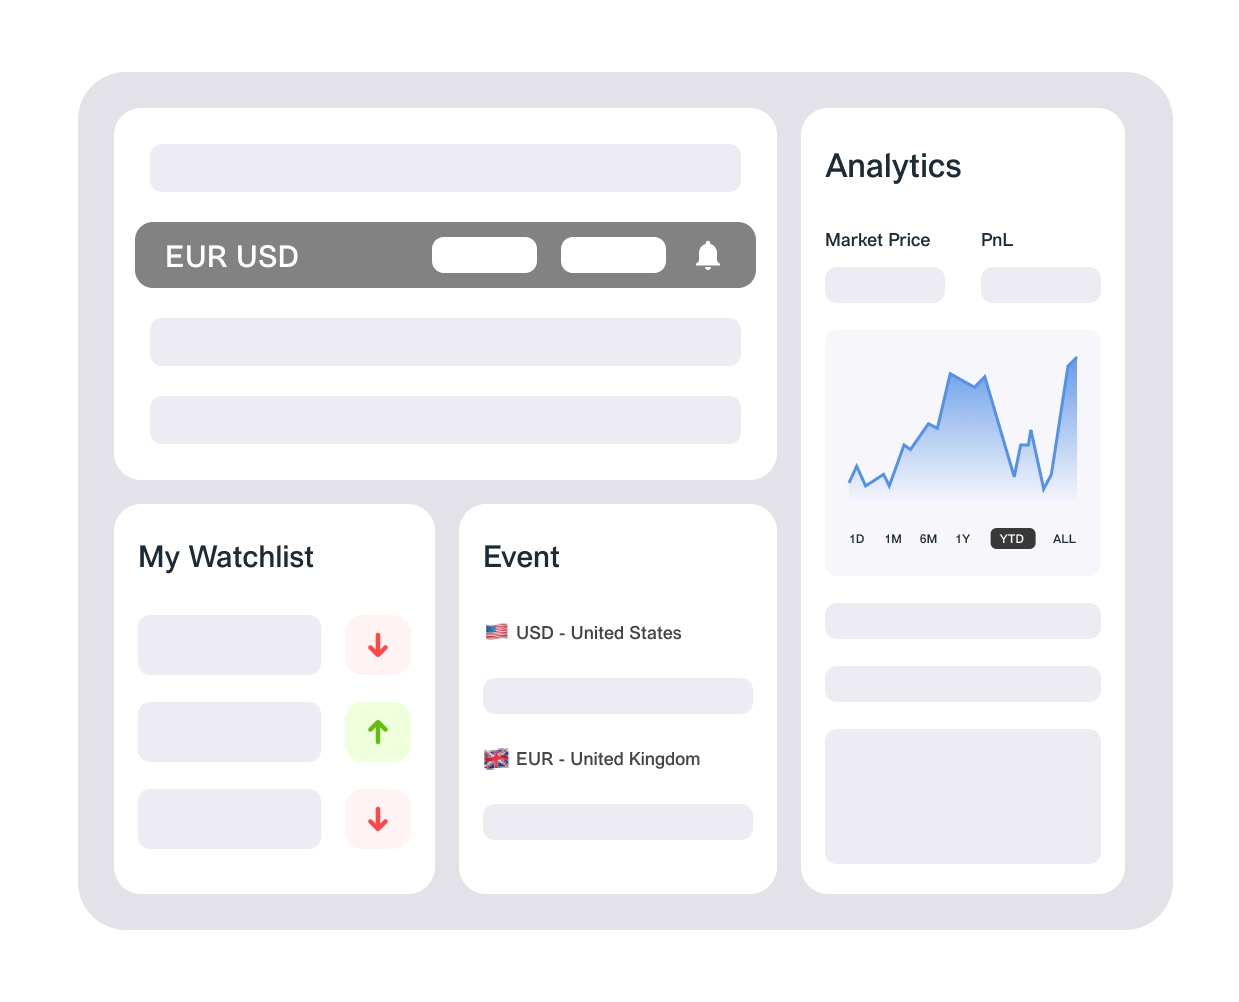 EUR USD
My Watchlist
Event
USD - United States
EUR - United Kingdom
Analytics
Market Price
PnL
1D 1M 6M 1Y YTD ALL